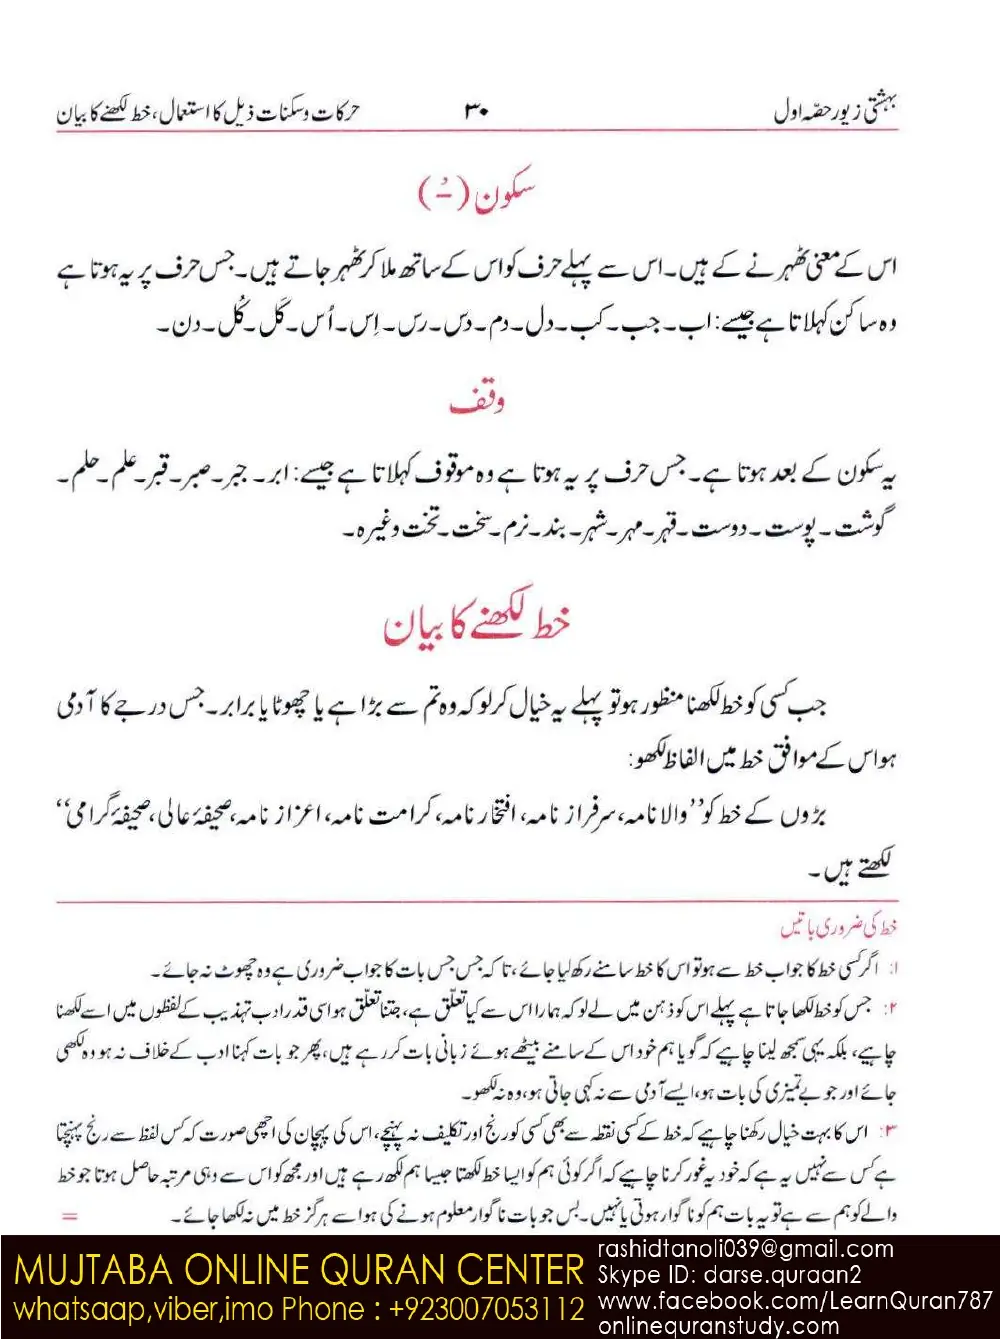 بہشتی زیور حصّہ اول ۳۰ حرکات و سکنات ذیل کا استعمال، خط لکھنے کا بیان
سکون (ـْ)
اس کے معنی ٹھہرنے کے ہیں۔ اس سے پہلے حرف کو اس کے ساتھ ملا کر ٹھہر جاتے ہیں۔ جس حرف پر یہ ہوتا ہے
وہ ساکن کہلاتا ہے جیسے: اب۔ جب۔ کب۔ دل۔ دم۔ دس۔ رس۔ اِس۔ اُس۔ گَل۔ کُل۔ دن۔
وقف
یہ سکون کے بعد ہوتا ہے۔ جس حرف پر یہ ہوتا ہے وہ موقوف کہلاتا ہے جیسے: ابر۔ جبر۔ صبر۔ قبر۔ علم۔ حلم۔
گوشت۔ پوست۔ دوست۔ قہر۔ مہر۔ شہر۔ بند۔ نرم۔ سخت۔ تخت وغیرہ۔
خط لکھنے کا بیان
جب کسی کو خط لکھنا منظور ہو تو پہلے یہ خیال کر لو کہ وہ تم سے بڑا ہے یا چھوٹا یا برابر۔ جس درجے کا آدمی
ہو اس کے موافق خط میں الفاظ لکھو:
بڑوں کے خط کو ’’والا نامہ، سرفراز نامہ، افتخار نامہ، کرامت نامہ، اعزاز نامہ، صحیفۂ عالی، صحیفۂ گرامی‘‘
لکھتے ہیں۔
خط کی ضروری باتیں
۱: اگر کسی خط کا جواب خط سے ہو تو اس کا خط سامنے رکھ لیا جائے، تا کہ جس جس بات کا جواب ضروری ہے وہ چھوٹ نہ جائے۔
۲: جس کو خط لکھا جاتا ہے پہلے اس کو ذہن میں لے لو کہ ہمارا اس سے کیا تعلّق ہے، جتنا تعلّق ہو اسی قدر ادب تہذیب کے لفظوں میں اسے لکھنا
چاہیے، بلکہ یہی سمجھ لینا چاہیے کہ گویا ہم خود اس کے سامنے بیٹھے ہوئے زبانی بات کر رہے ہیں، پھر جو بات کہنا ادب کے خلاف نہ ہو وہ لکھی
جائے اور جو بے تمیزی کی بات ہو، ایسے آدمی سے نہ کہی جاتی ہو، وہ نہ لکھو۔
۳: اس کا بہت خیال رکھنا چاہیے کہ خط کے کسی نقطہ سے بھی کسی کو رنج اور تکلیف نہ پہنچے، اس کی پہچان کی اچھی صورت کہ کس لفظ سے رنج پہنچتا
ہے کس سے نہیں یہ ہے کہ خود یہ غور کرنا چاہیے کہ اگر کوئی ہم کو ایسا خط لکھتا جیسا ہم لکھ رہے ہیں اور مجھ کو اس سے وہی مرتبہ حاصل ہوتا جو خط
والے کو ہم سے ہے تو یہ بات ہم کو ناگوار ہوتی یا نہیں۔ بس جو بات ناگوار معلوم ہونے کی ہو اسے ہرگز خط میں نہ لکھا جائے۔ =
MUJTABA ONLINE QURAN CENTER
whatsaap,viber,imo Phone : +923007053112
rashidtanoli039@gmail.com
Skype ID: darse.quraan2
www.facebook.com/LearnQuran787
onlinequranstudy.com